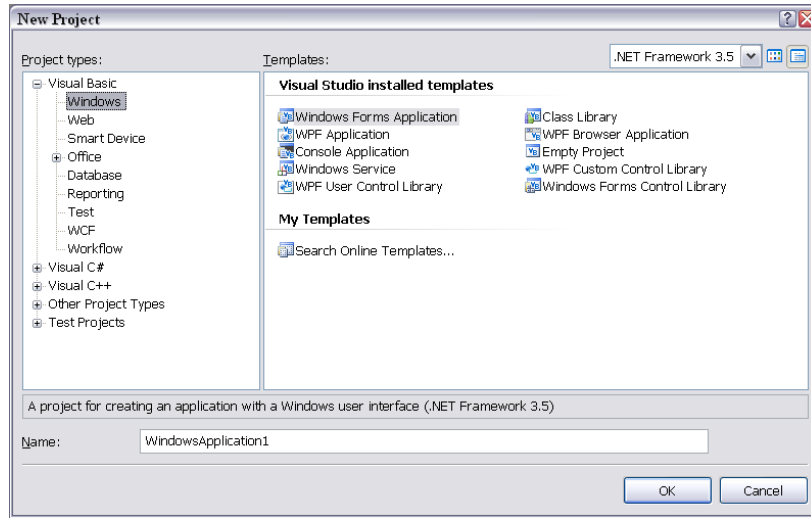 New Project
Project types:
Templates:
.NET Framework 3.5
Visual Basic
Windows
Web
Smart Device
Office
Database
Reporting
Test
WCF
Workflow
Visual C#
Visual C++
Other Project Types
Test Projects
Visual Studio installed templates
Windows Forms Application
Class Library
WPF Application
WPF Browser Application
Console Application
Empty Project
Windows Service
WPF Custom Control Library
WPF User Control Library
Windows Forms Control Library
My Templates
Search Online Templates...
A project for creating an application with a Windows user interface (.NET Framework 3.5)
Name:
WindowsApplication1
OK
Cancel